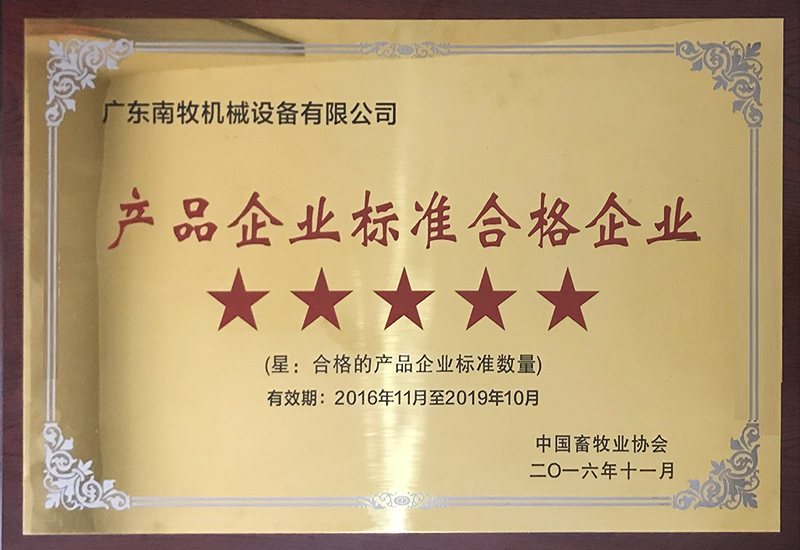 广东南牧机械设备有限公司
产品企业标准合格企业
★★★★★
(星：合格的产品企业标准数量)
有效期：2016年11月至2019年10月
中国畜牧业协会
二〇一六年十一月